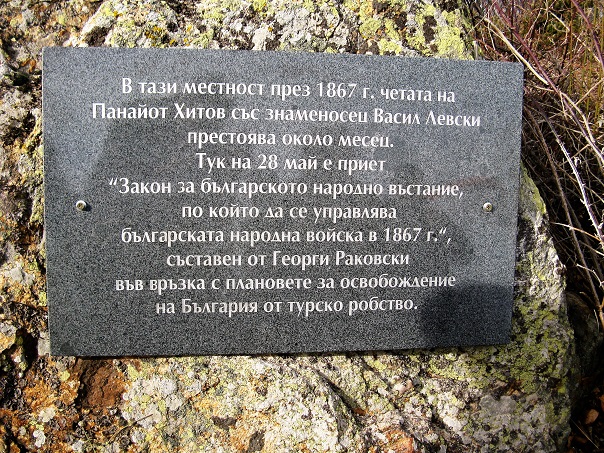 В тази местност през 1867 г. четата на
Панайот Хитов със знаменосец Васил Левски
престоява около месец.
Тук на 28 май е приет
“Закон за българското народно въстание,
по който да се управлява
българската народна войска в 1867 г.“,
съставен от Георги Раковски
във връзка с плановете за освобождение
на България от турско робство.